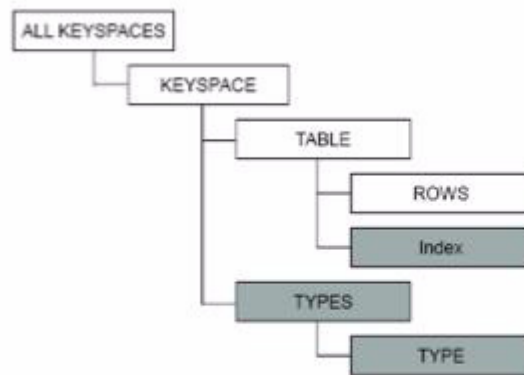 ALL KEYSPACES
KEYSPACE
TABLE
ROWS
Index
TYPES
TYPE